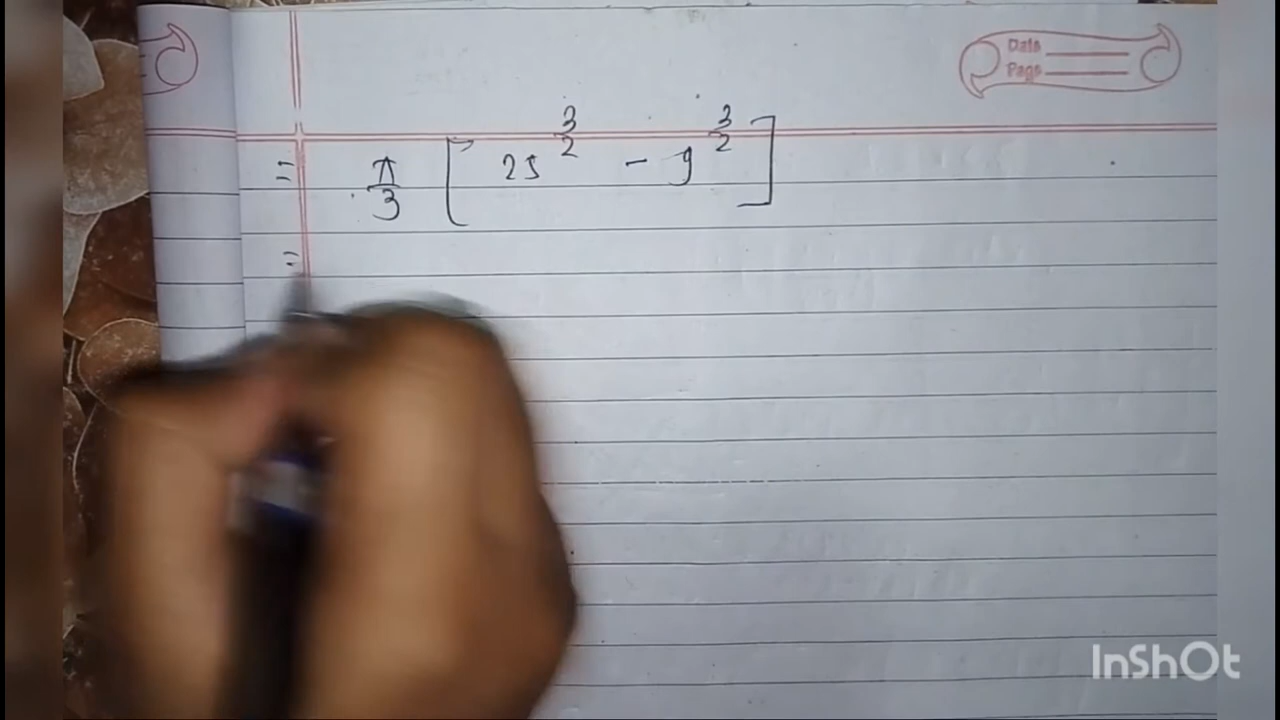 Date
Page
= π/3 [ 25^(3/2) - 9^(3/2) ]
=
InShOt